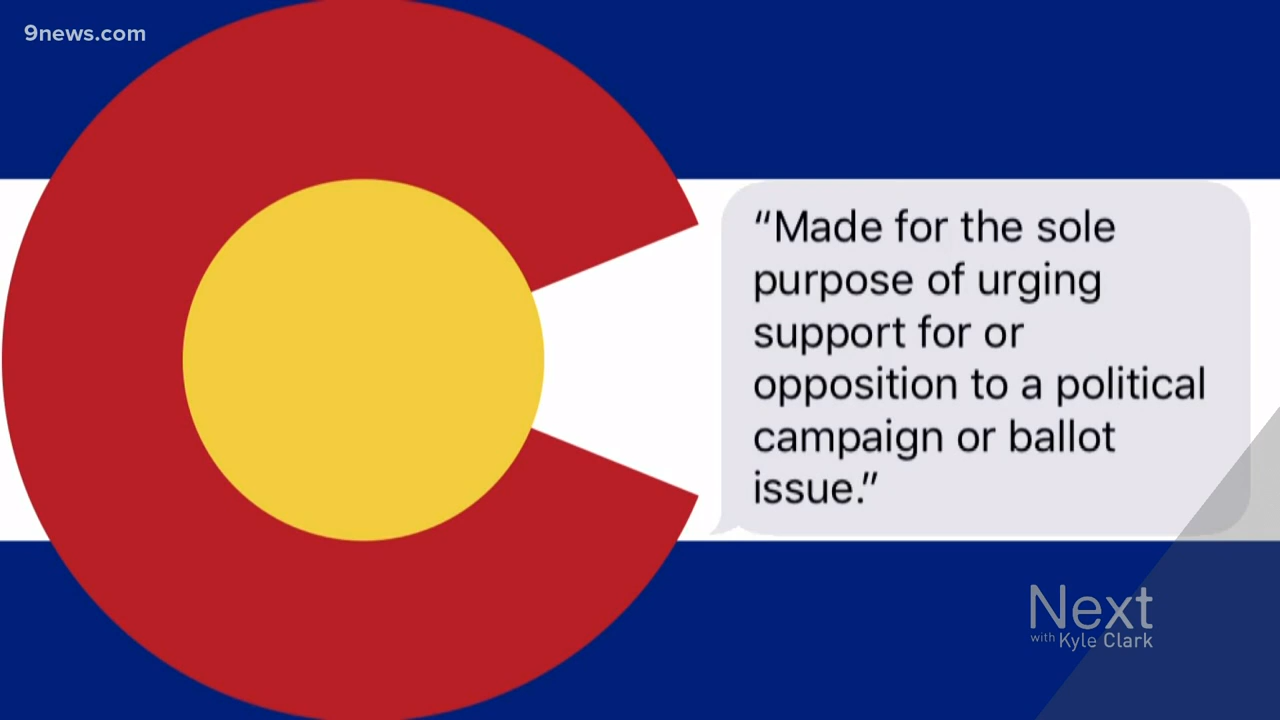 9news.com
“Made for the sole
purpose of urging
support for or
opposition to a political
campaign or ballot
issue.”
Next
with Kyle Clark